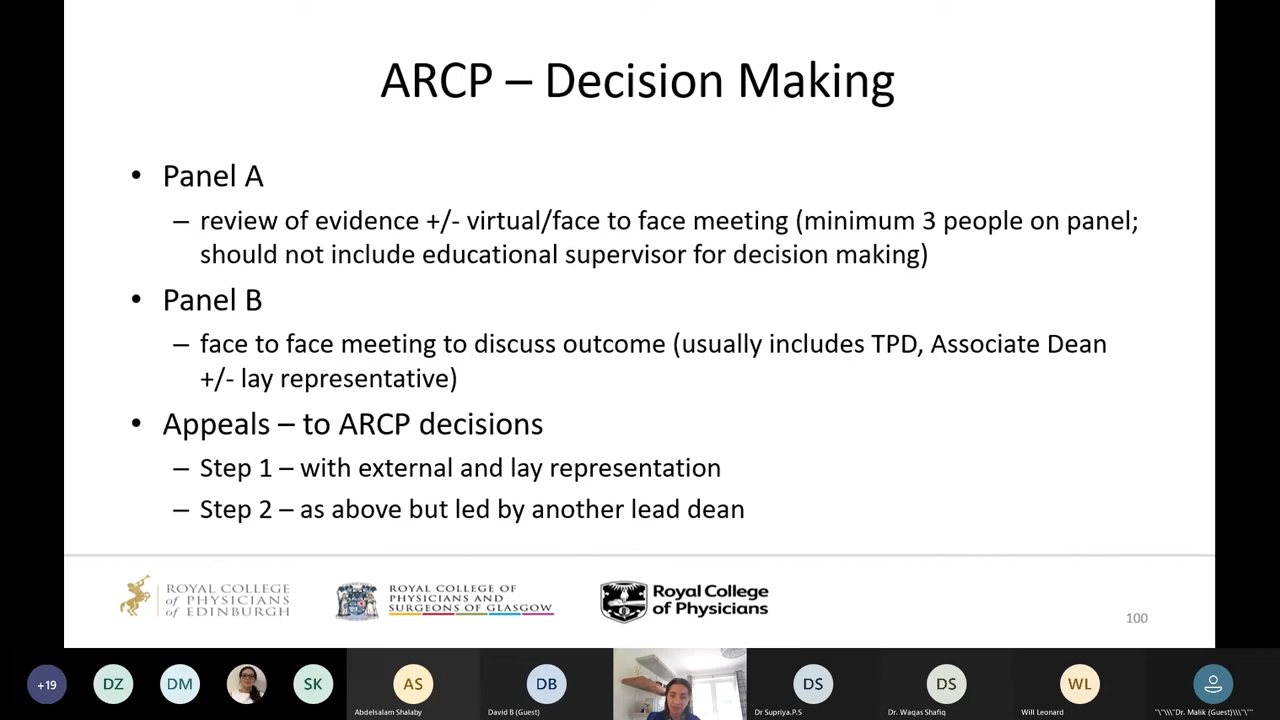 ARCP – Decision Making
• Panel A
– review of evidence +/- virtual/face to face meeting (minimum 3 people on panel;
should not include educational supervisor for decision making)
• Panel B
– face to face meeting to discuss outcome (usually includes TPD, Associate Dean
+/- lay representative)
• Appeals – to ARCP decisions
– Step 1 – with external and lay representation
– Step 2 – as above but led by another lead dean
ROYAL COLLEGE
of PHYSICIANS
of EDINBURGH
ROYAL COLLEGE OF
PHYSICIANS AND
SURGEONS OF GLASGOW
Royal College
of Physicians
100
+19
DZ
DM
SK
AS
Abdelsalam Shalaby
DB
David B (Guest)
DS
Dr Supriya.P.S
DS
Dr. Waqas Shafiq
WL
Will Leonard
"\"\\\"Dr. Malik (Guest)\\\"\""